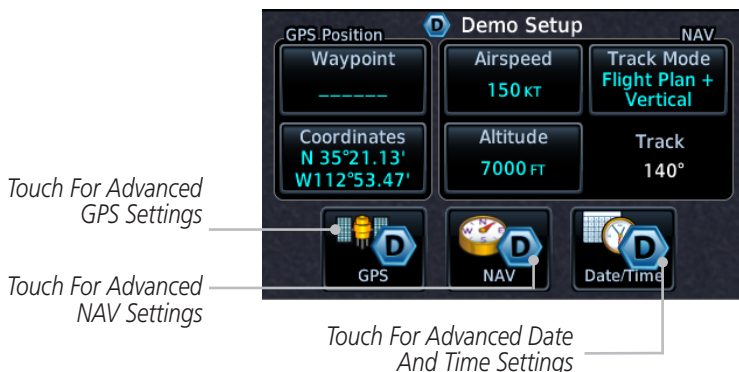 GPS Position
D Demo Setup
NAV
Waypoint
______
Airspeed
150 KT
Track Mode
Flight Plan +
Vertical
Coordinates
N 35°21.13'
W112°53.47'
Altitude
7000 FT
Track
140°
Touch For Advanced
GPS Settings
D
GPS
N
E
S
W
D
NAV
D
Date/Time
Touch For Advanced
NAV Settings
Touch For Advanced Date
And Time Settings